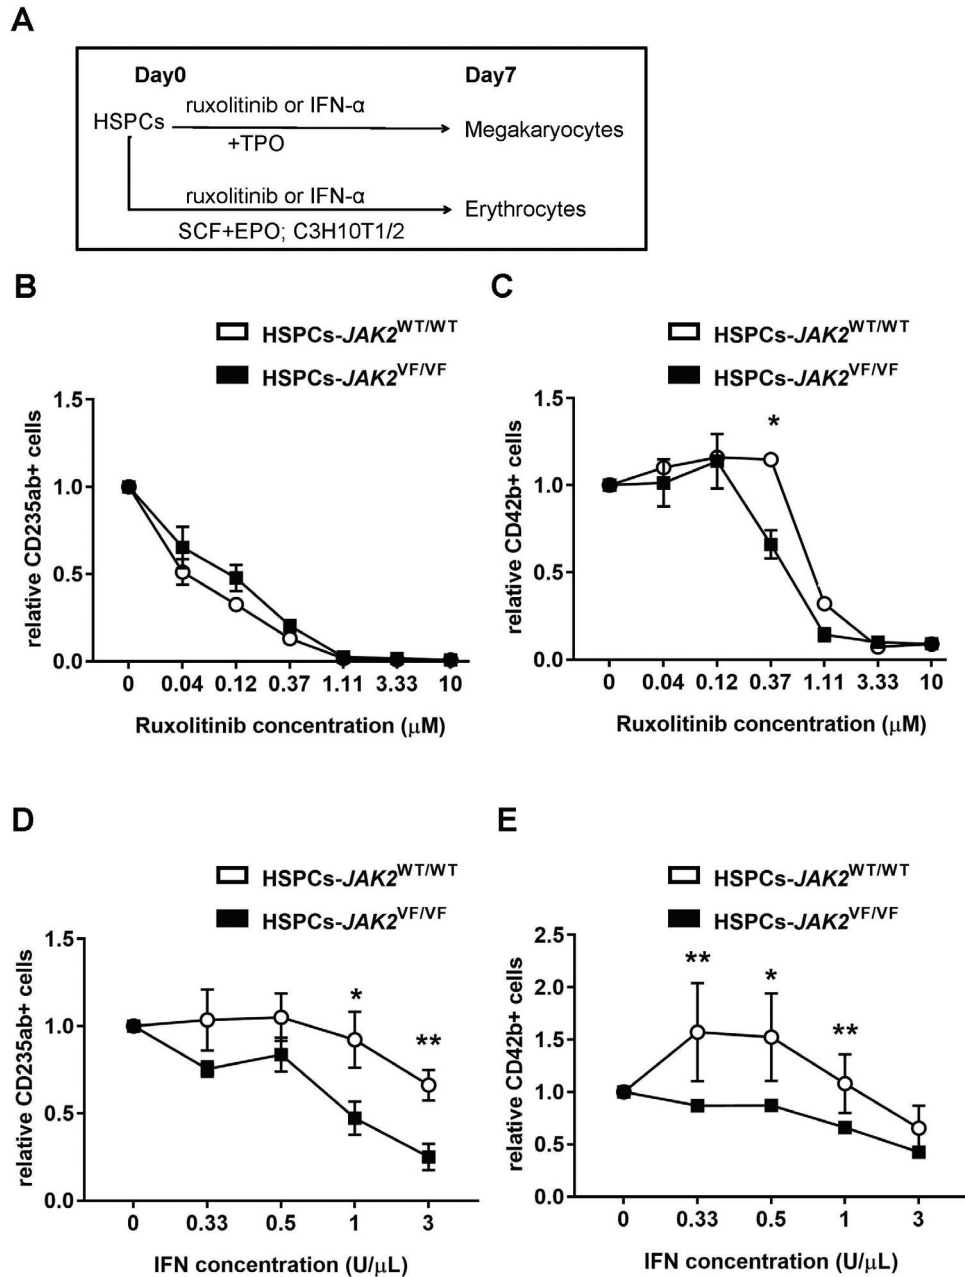 A
Day0 Day7
HSPCs ruxolitinib or IFN-α Megakaryocytes
+TPO
ruxolitinib or IFN-α Erythrocytes
SCF+EPO; C3H10T1/2
B
HSPCs-JAK2WT/WT
HSPCs-JAK2VF/VF
relative CD235ab+ cells
1.5
1.0
0.5
0.0
0 0.04 0.12 0.37 1.11 3.33 10
Ruxolitinib concentration (μM)
C
HSPCs-JAK2WT/WT
HSPCs-JAK2VF/VF
relative CD42b+ cells
1.5
1.0
0.5
0.0
*
0 0.04 0.12 0.37 1.11 3.33 10
Ruxolitinib concentration (μM)
D
HSPCs-JAK2WT/WT
HSPCs-JAK2VF/VF
relative CD235ab+ cells
1.5
1.0
0.5
0.0
* **
0 0.33 0.5 1 3
IFN concentration (U/μL)
E
HSPCs-JAK2WT/WT
HSPCs-JAK2VF/VF
relative CD42b+ cells
2.5
2.0
1.5
1.0
0.5
0.0
** * **
0 0.33 0.5 1 3
IFN concentration (U/μL)